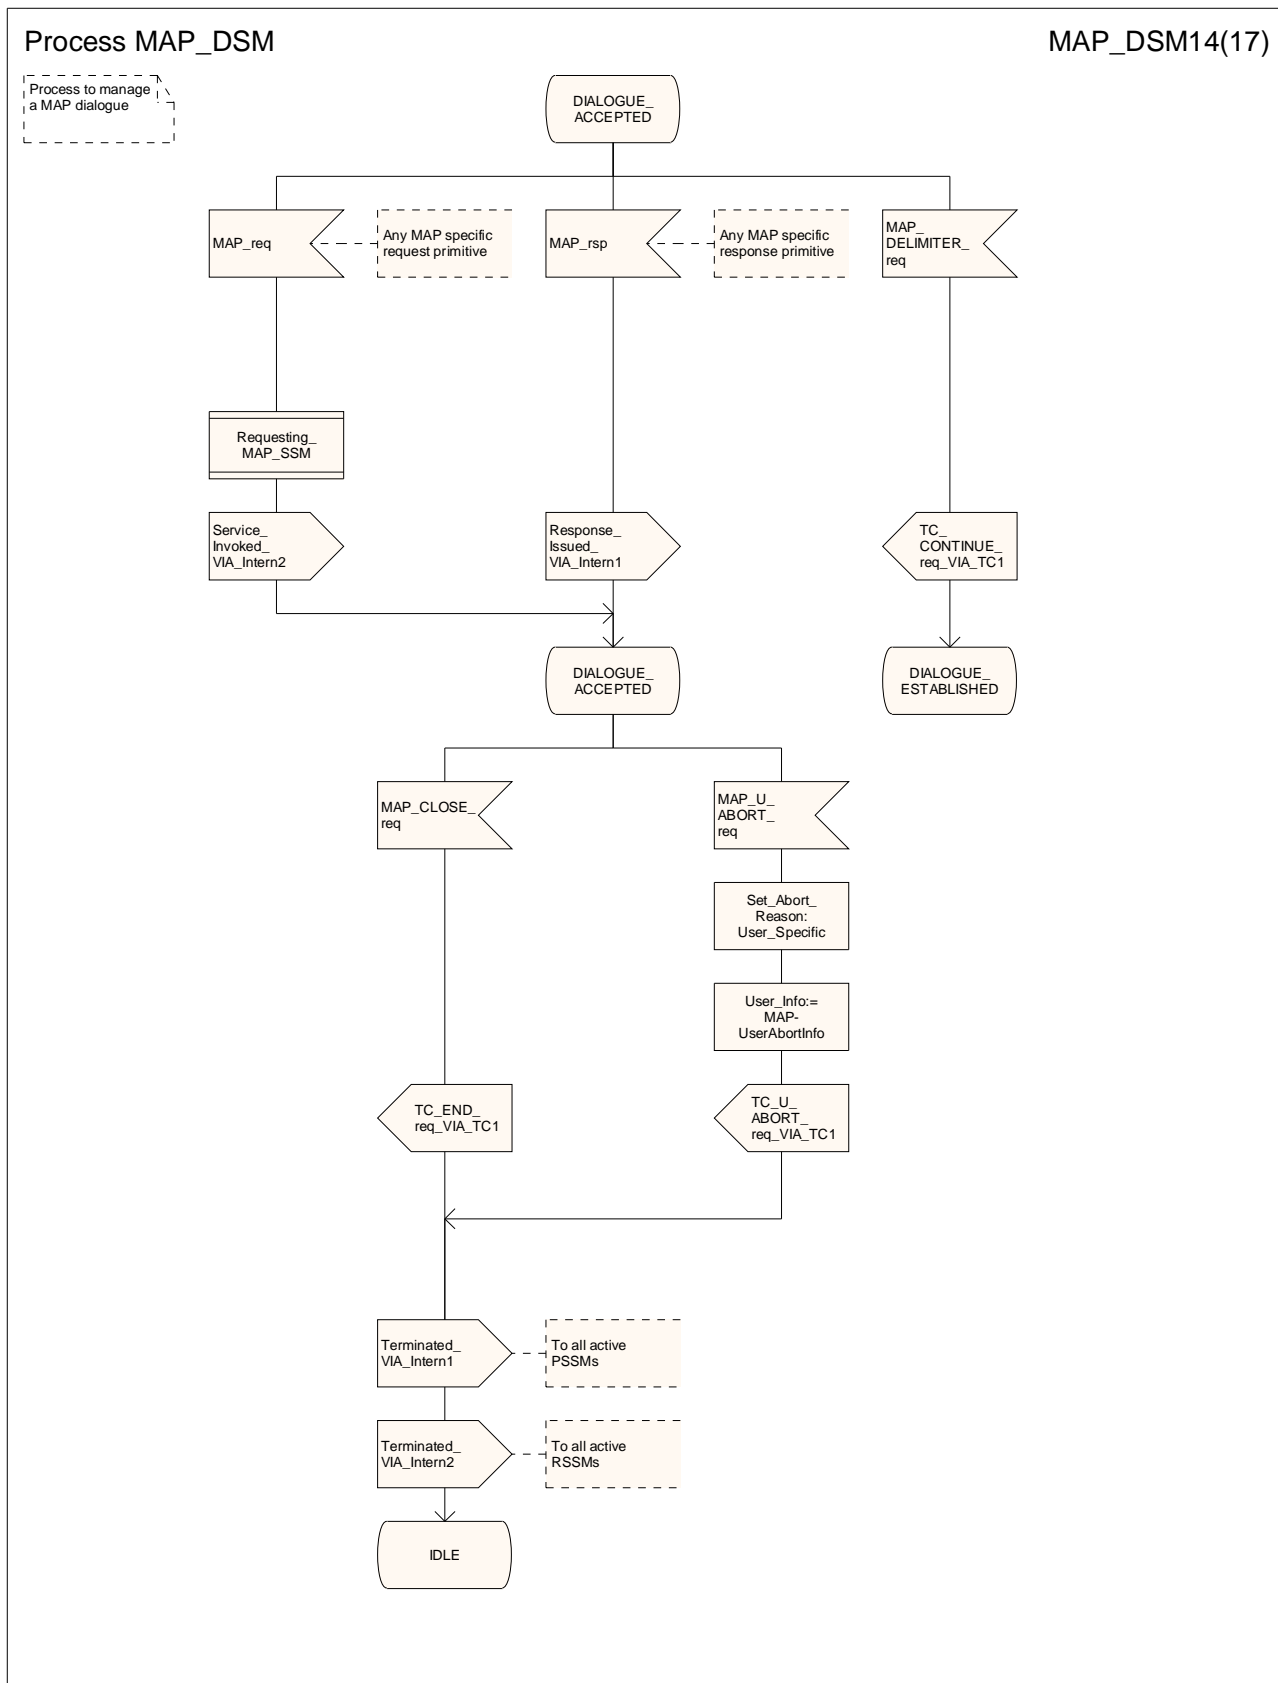 Process MAP_DSM
MAP_DSM14(17)
Process to manage
a MAP dialogue
DIALOGUE_
ACCEPTED
MAP_req
Any MAP specific
request primitive
MAP_rsp
Any MAP specific
response primitive
MAP_
DELIMITER_
req
Requesting_
MAP_SSM
Service_
Invoked_
VIA_Intern2
Response_
Issued_
VIA_Intern1
TC_
CONTINUE_
req_VIA_TC1
DIALOGUE_
ACCEPTED
DIALOGUE_
ESTABLISHED
MAP_CLOSE_
req
MAP_U_
ABORT_
req
Set_Abort_
Reason:
User_Specific
User_Info:=
MAP-
UserAbortInfo
TC_END_
req_VIA_TC1
TC_U_
ABORT_
req_VIA_TC1
Terminated_
VIA_Intern1
To all active
PSSMs
Terminated_
VIA_Intern2
To all active
RSSMs
IDLE